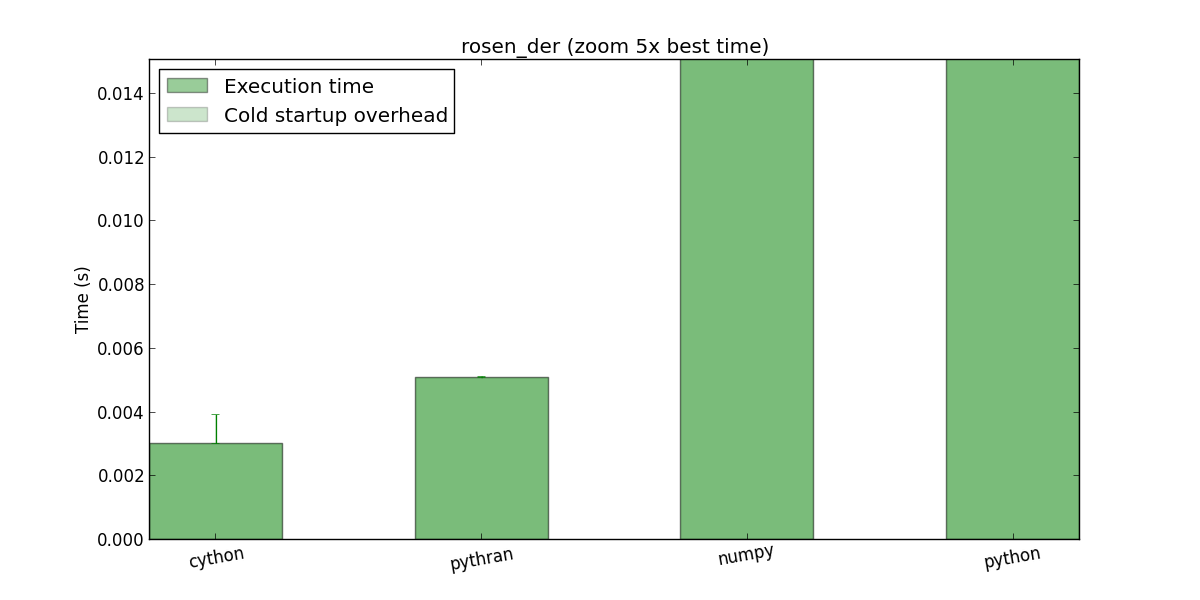 rosen_der (zoom 5x best time)
Execution time
Cold startup overhead
0.014
0.012
0.010
0.008
0.006
0.004
0.002
0.000
Time (s)
cython
pythran
numpy
python